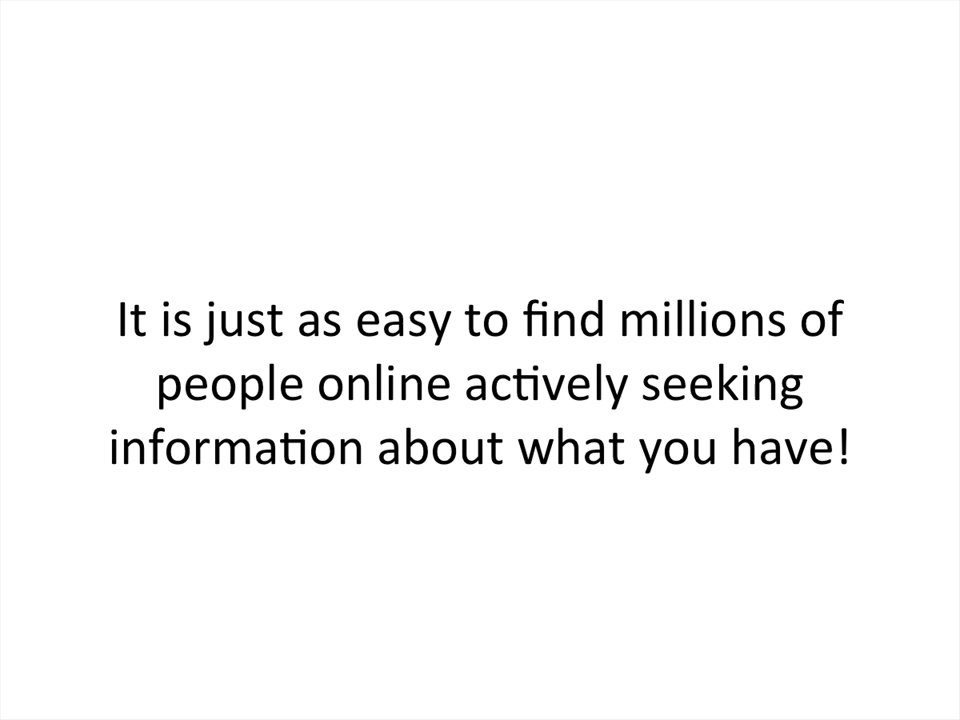 It is just as easy to find millions of
people online actively seeking
information about what you have!